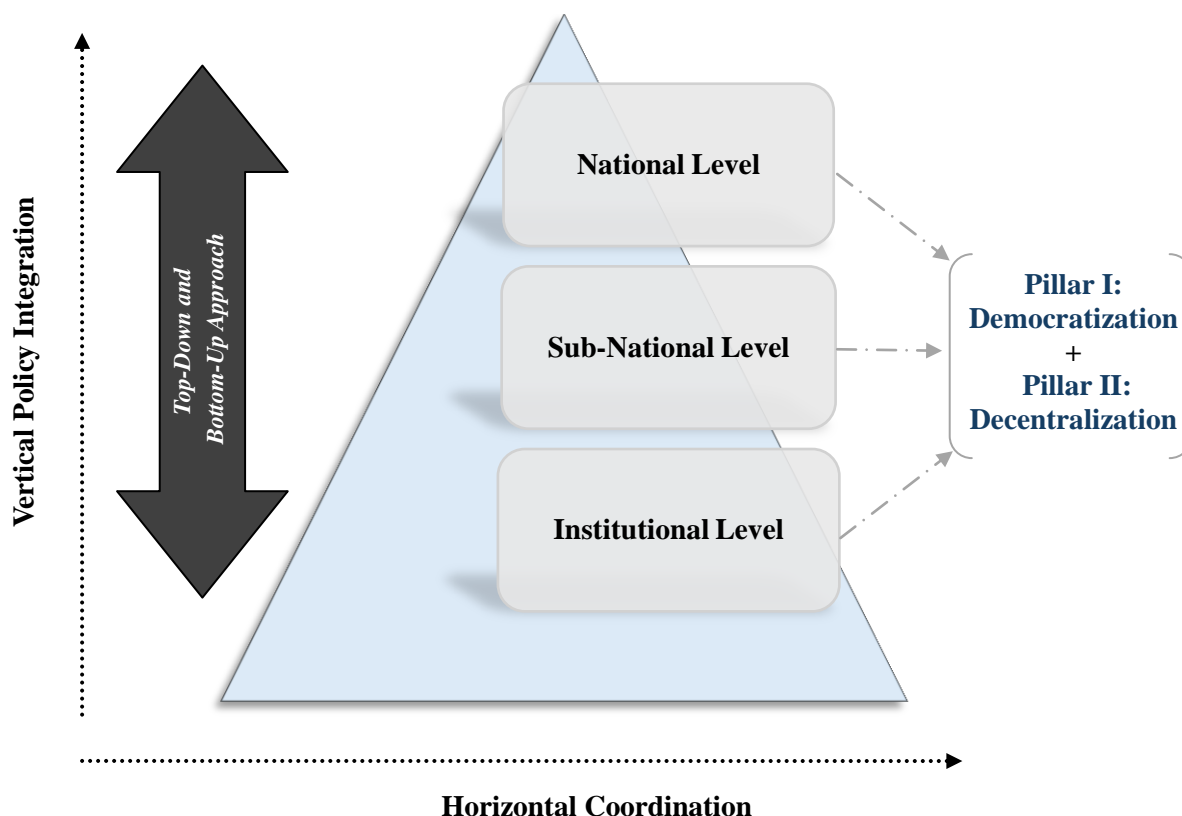 Vertical Policy Integration
Top-Down and
Bottom-Up Approach
National Level
Sub-National Level
Institutional Level
Pillar I:
Democratization
+
Pillar II:
Decentralization
Horizontal Coordination